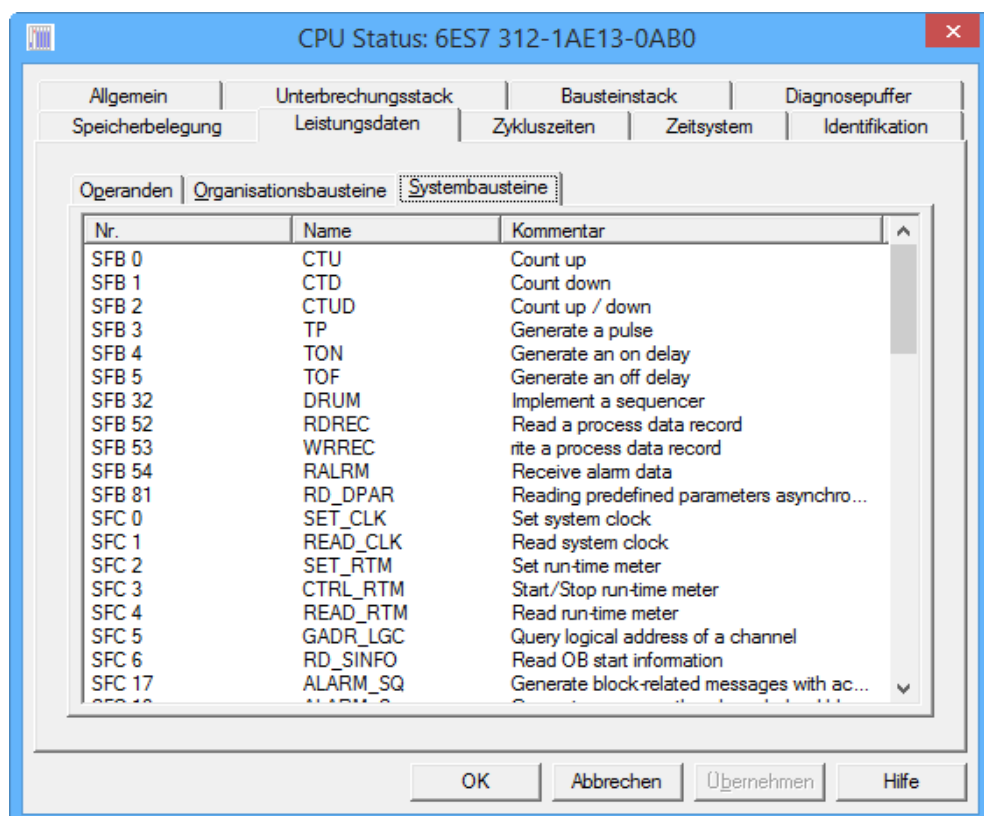 CPU Status: 6ES7 312-1AE13-0AB0
Allgemein Unterbrechungsstack Bausteinstack Diagnosepuffer
Speicherbelegung Leistungsdaten Zykluszeiten Zeitsystem Identifikation
Operanden Organisationsbausteine Systembausteine
Nr. Name Kommentar
SFB 0 CTU Count up
SFB 1 CTD Count down
SFB 2 CTUD Count up / down
SFB 3 TP Generate a pulse
SFB 4 TON Generate an on delay
SFB 5 TOF Generate an off delay
SFB 32 DRUM Implement a sequencer
SFB 52 RDREC Read a process data record
SFB 53 WRREC rite a process data record
SFB 54 RALRM Receive alarm data
SFB 81 RD_DPAR Reading predefined parameters asynchro...
SFC 0 SET_CLK Set system clock
SFC 1 READ_CLK Read system clock
SFC 2 SET_RTM Set run-time meter
SFC 3 CTRL_RTM Start/Stop run-time meter
SFC 4 READ_RTM Read run-time meter
SFC 5 GADR_LGC Query logical address of a channel
SFC 6 RD_SINFO Read OB start information
SFC 17 ALARM_SQ Generate block-related messages with ac...
OK Abbrechen Übernehmen Hilfe